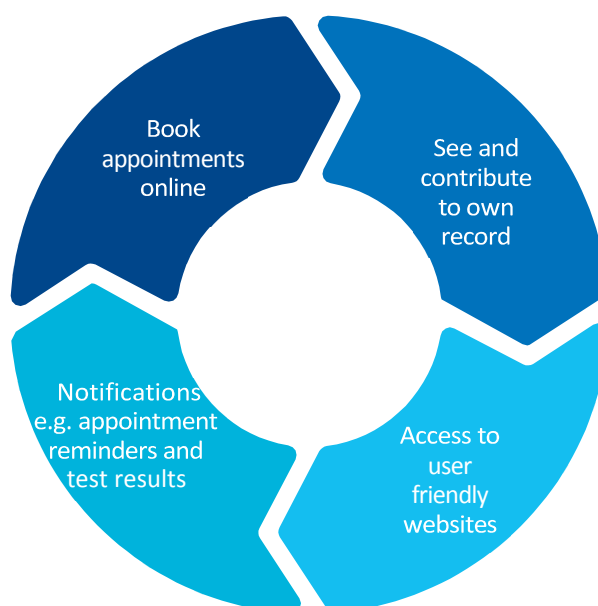 Book
appointments
online
See and
contribute
to own
record
Access to
user
friendly
websites
Notifications
e.g. appointment
reminders and
test results